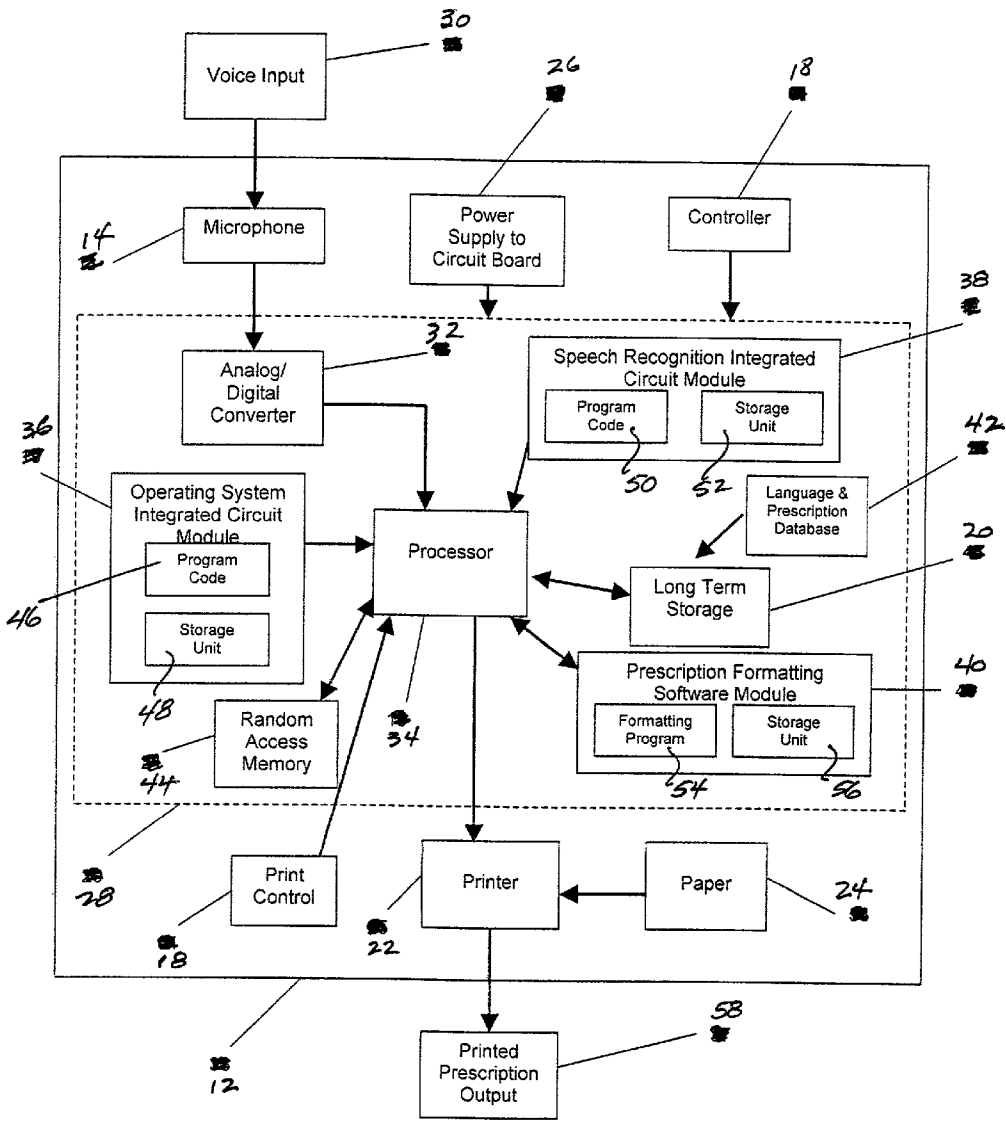 30
Voice Input
26
18
Power
Supply to
Circuit Board
Controller
Microphone
14
38
32
Analog/
Digital
Converter
Speech Recognition Integrated
Circuit Module
Program
Code
Storage
Unit
50
52
42
36
Operating System
Integrated Circuit
Module
Program
Code
Storage
Unit
46
48
Processor
Language &
Prescription
Database
20
Long Term
Storage
Prescription Formatting
Software Module
Formatting
Program
Storage
Unit
54
56
40
Random
Access
Memory
44
34
28
Print
Control
18
Printer
22
Paper
24
12
58
Printed
Prescription
Output